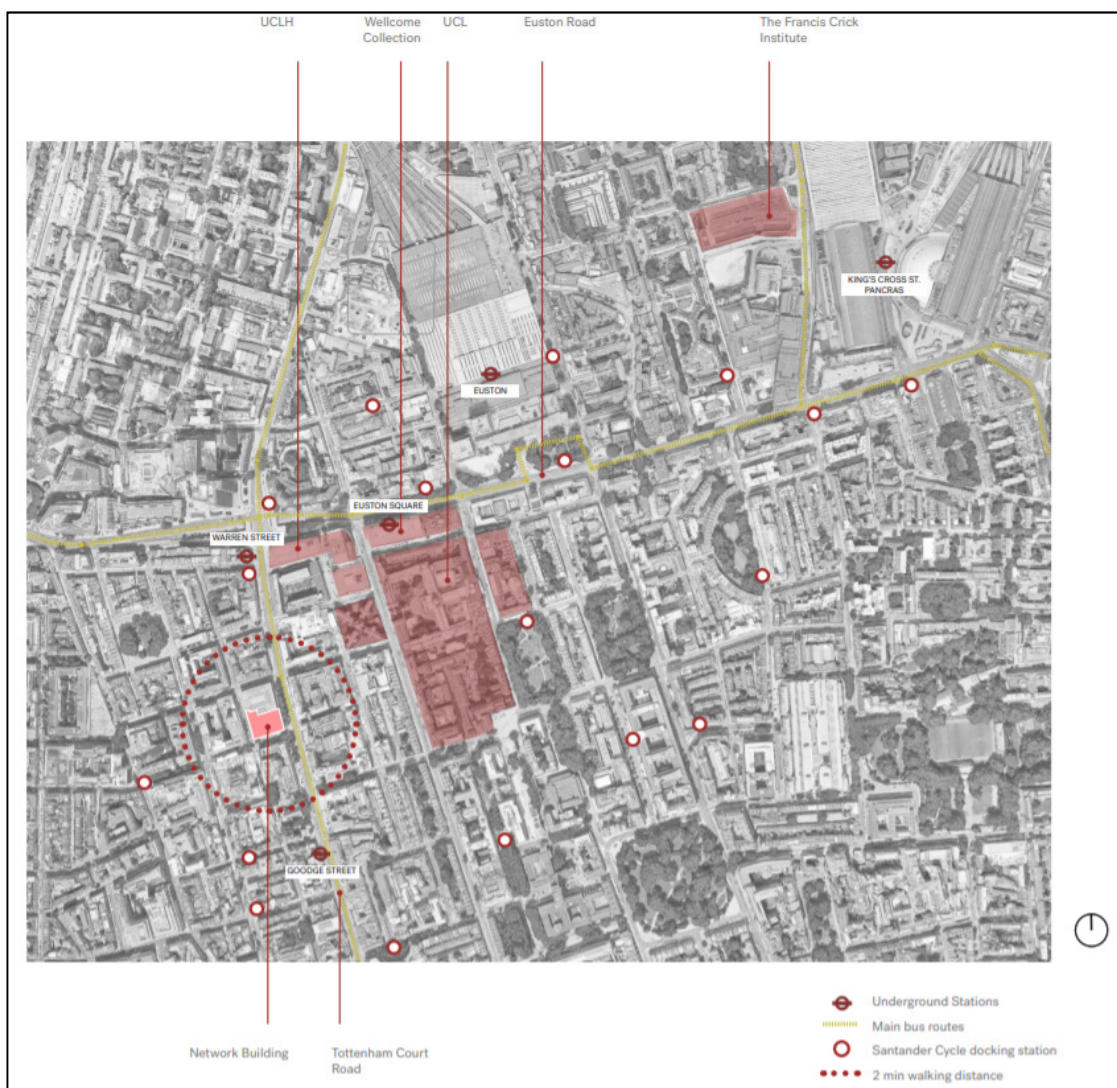 UCLH
Wellcome
Collection
UCL
Euston Road
The Francis Crick
Institute
KING'S CROSS ST.
PANCRAS
EUSTON
EUSTON SQUARE
WARREN STREET
GOODGE STREET
Network Building
Tottenham Court
Road
Underground Stations
Main bus routes
Santander Cycle docking station
2 min walking distance